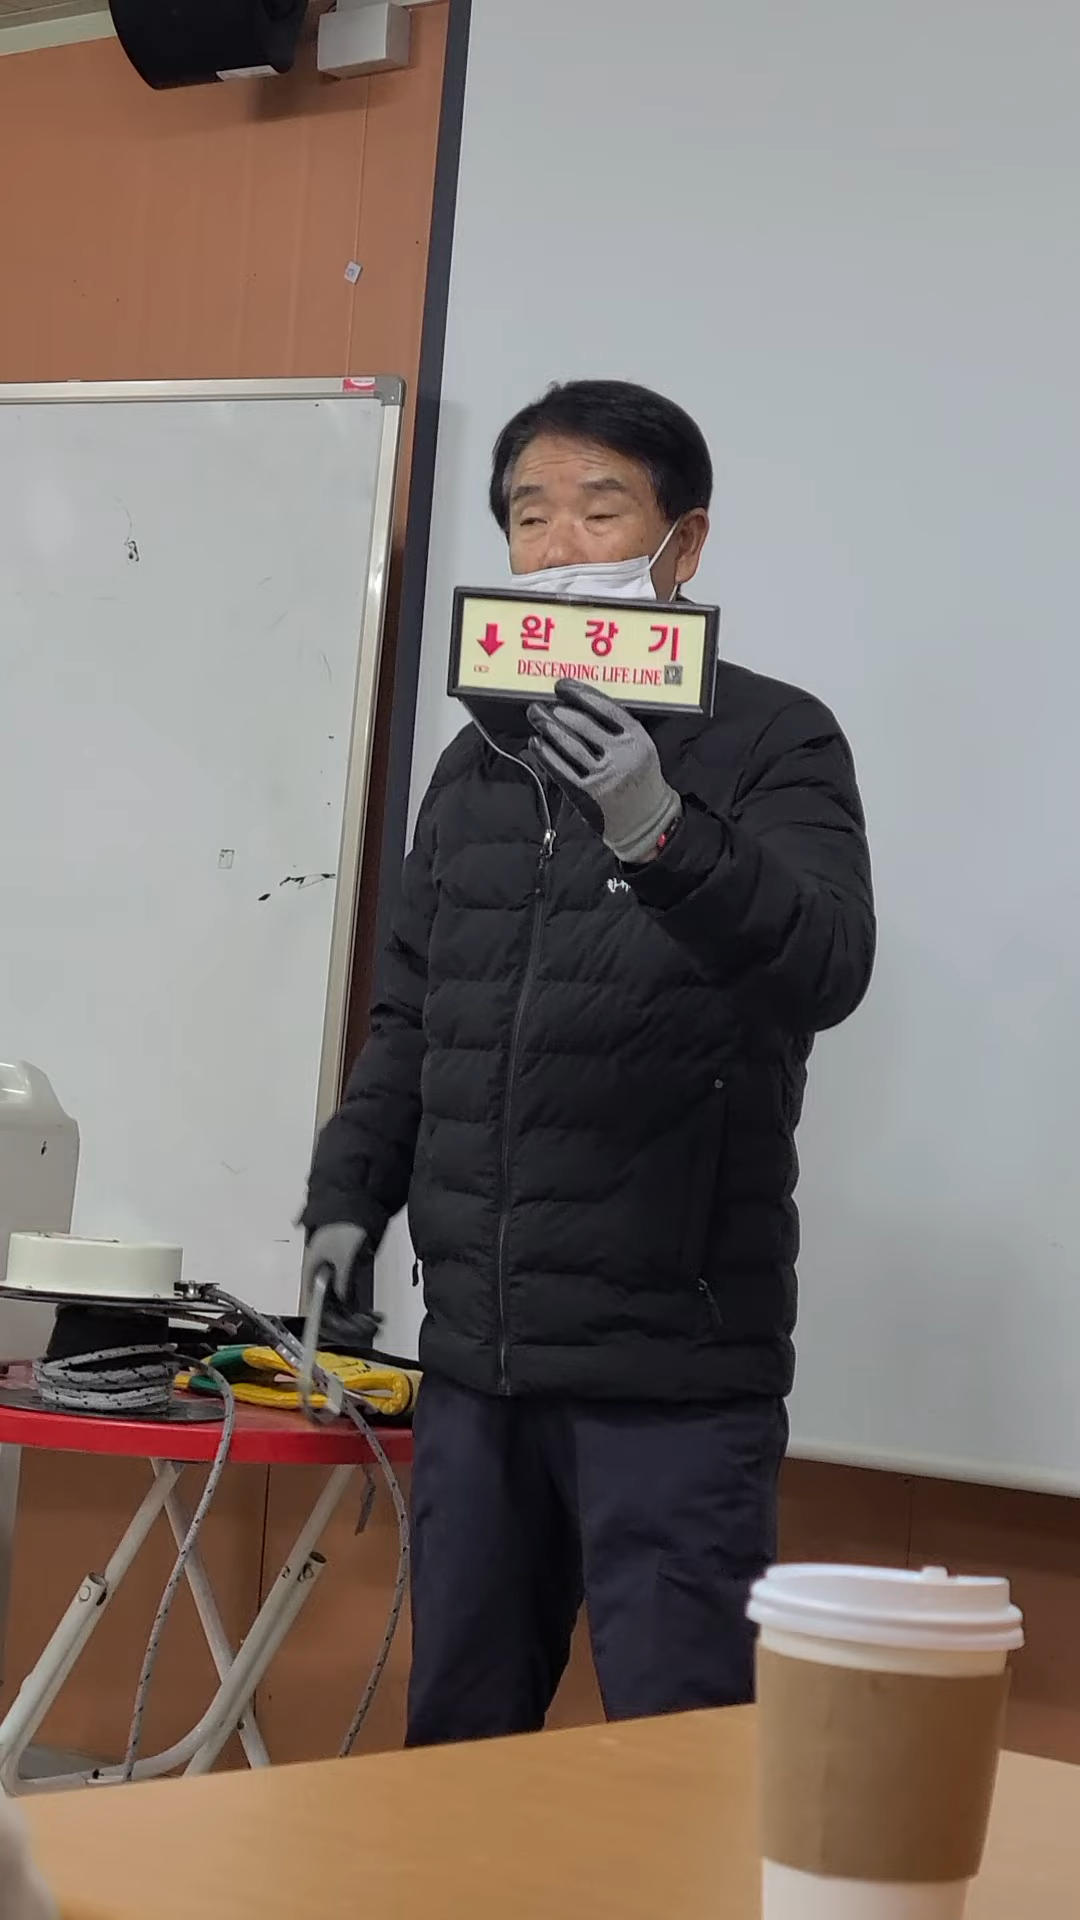 완 강 기
DESCENDING LIFE LINE